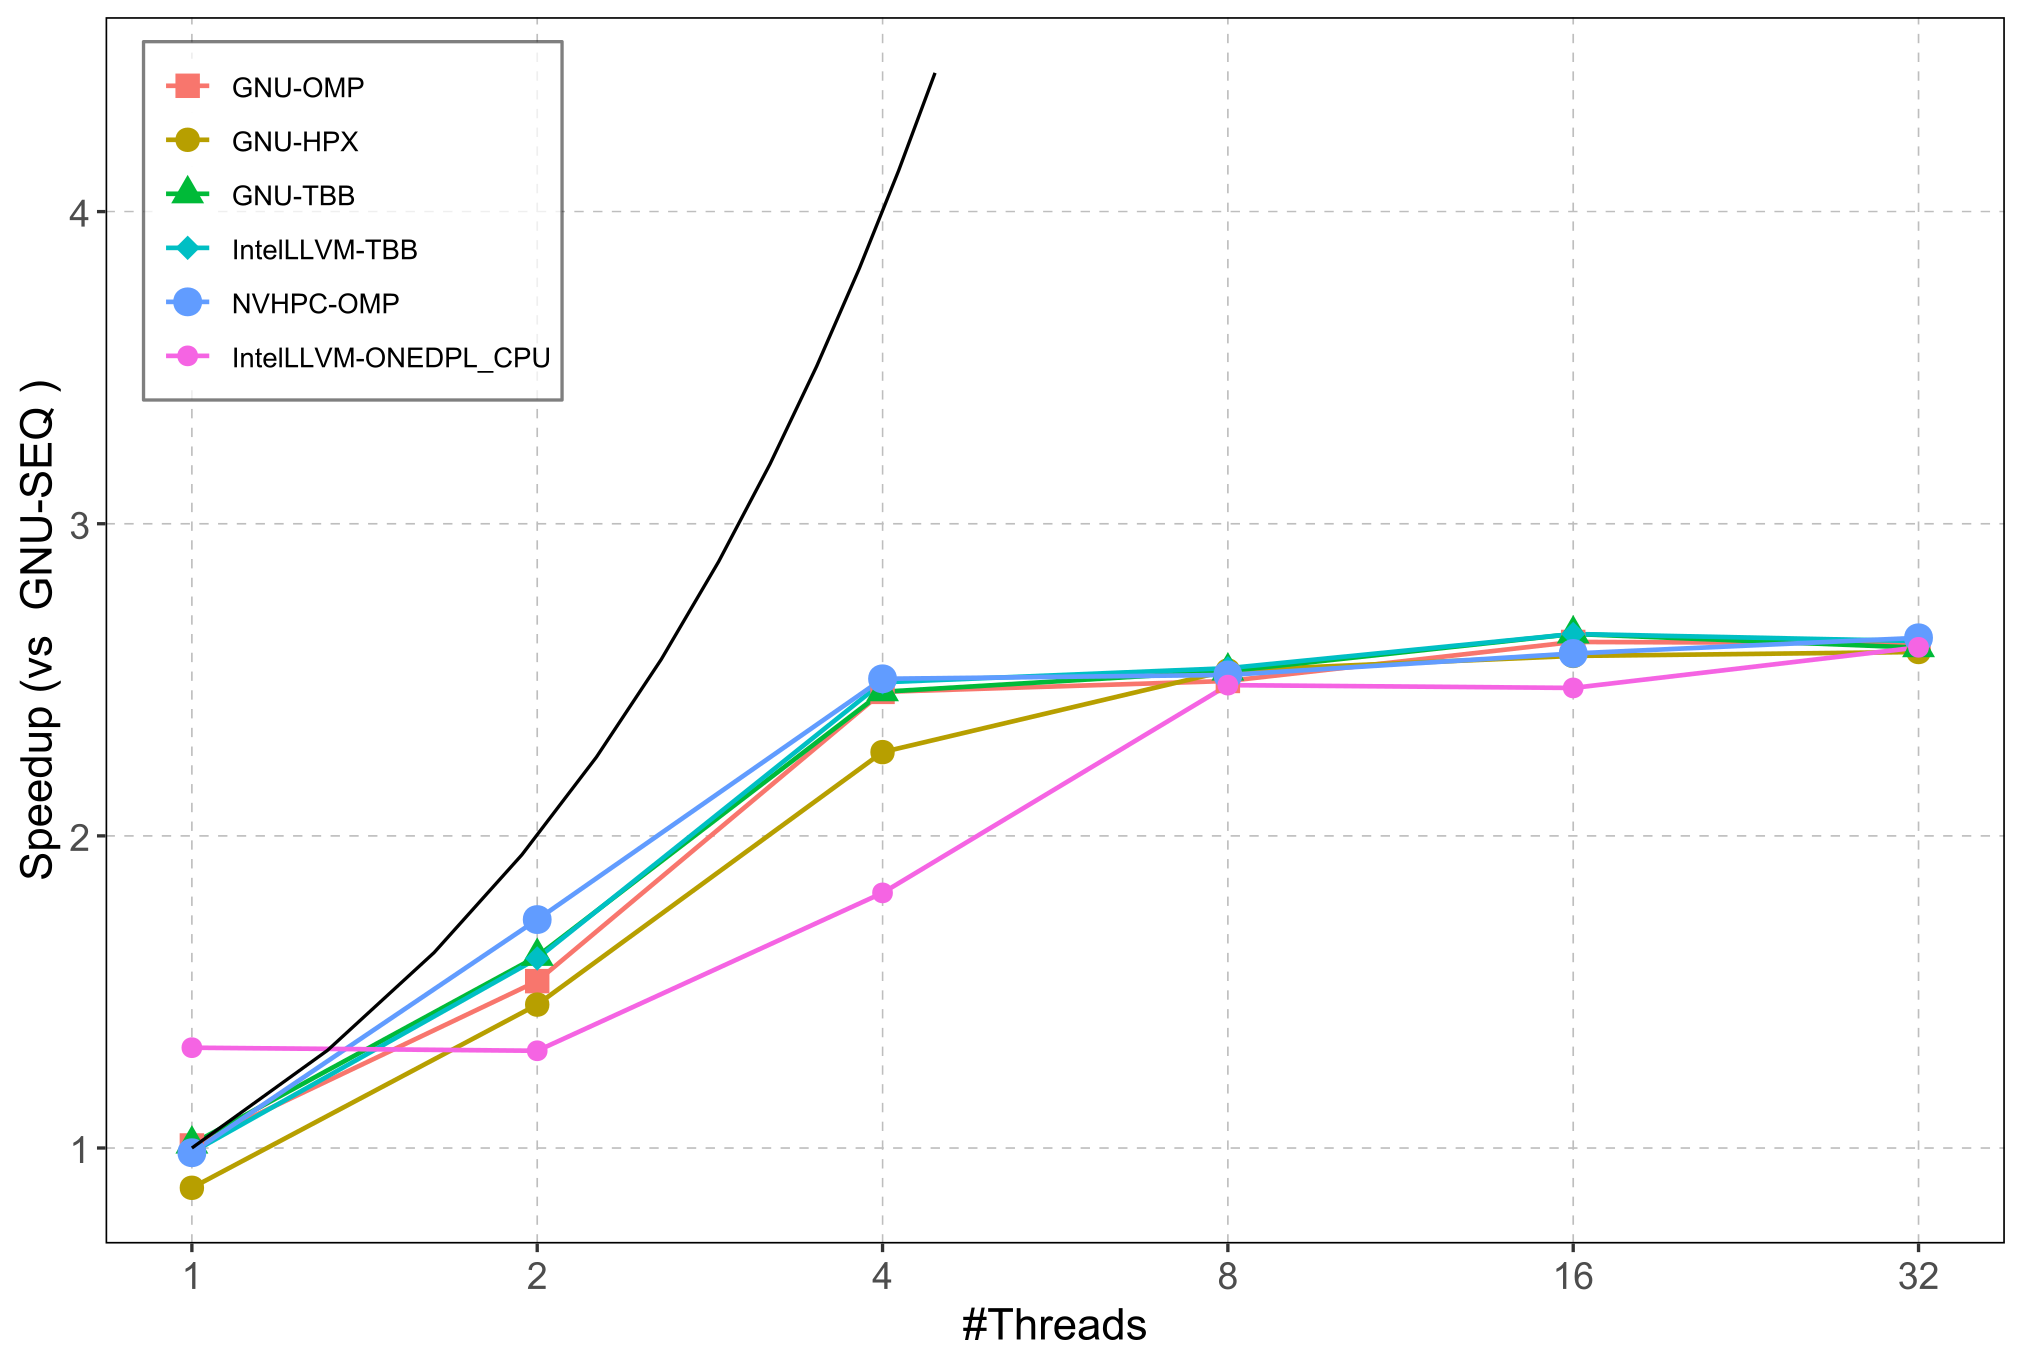 GNU-OMP
GNU-HPX
GNU-TBB
IntelLLVM-TBB
NVHPC-OMP
IntelLLVM-ONEDPL_CPU
Speedup (vs  GNU-SEQ )
4
3
2
1
1 2 4 8 16 32
#Threads